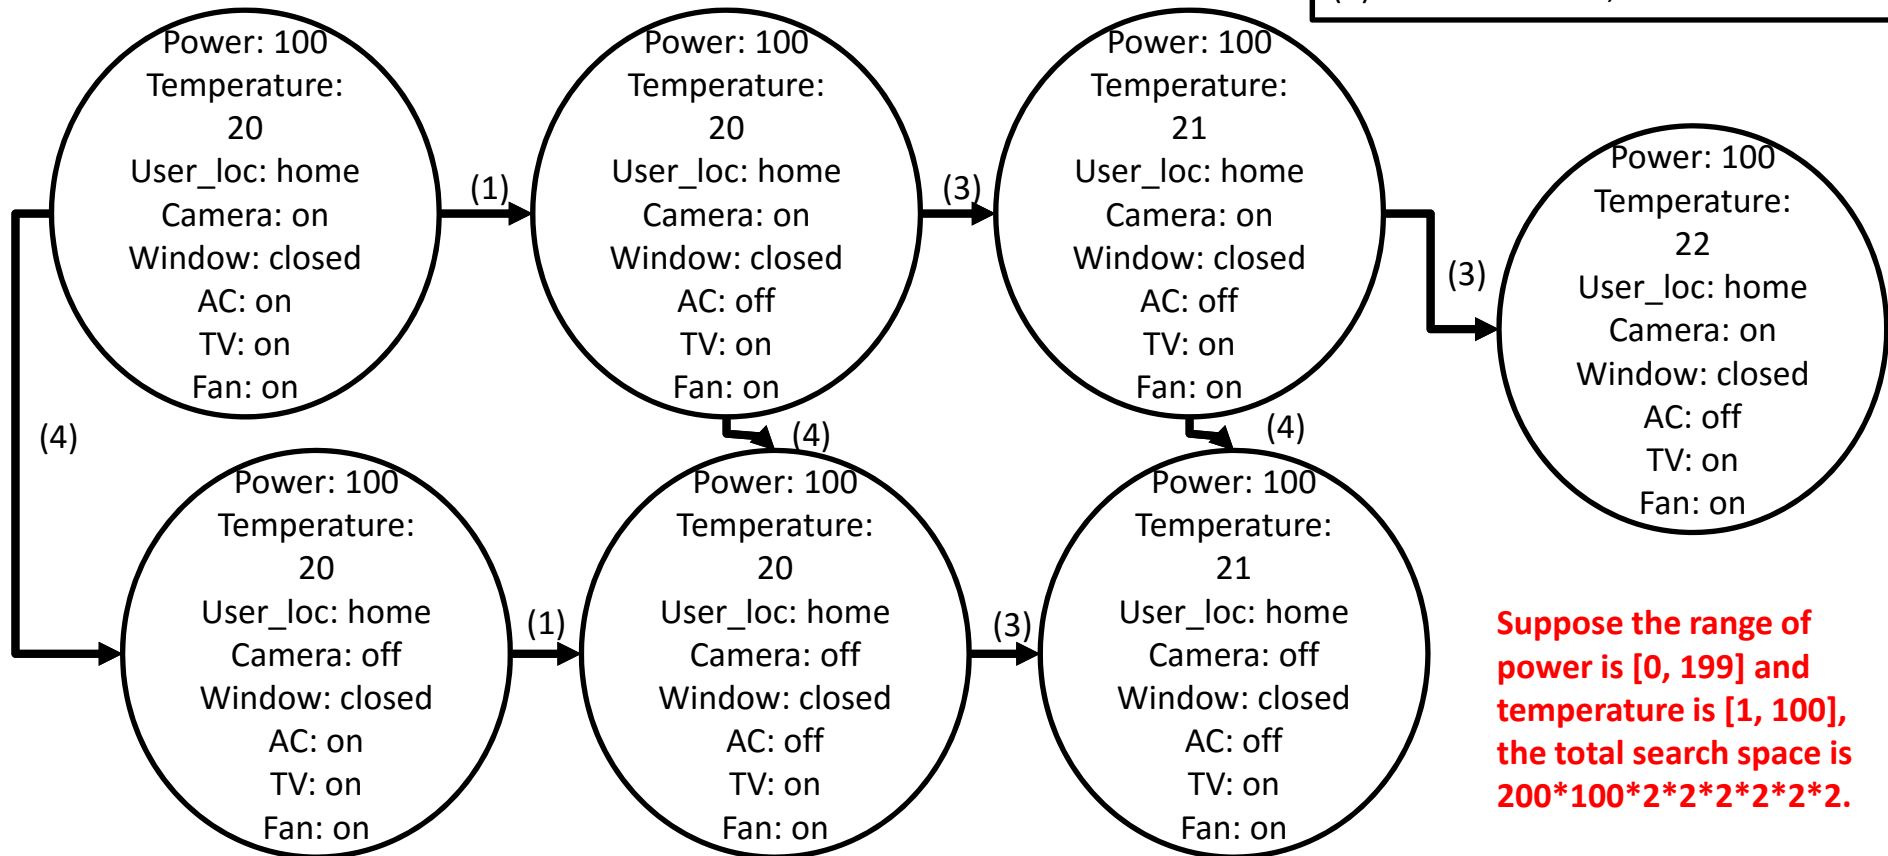 Power: 100
Temperature:
20
User_loc: home
Camera: on
Window: closed
AC: on
TV: on
Fan: on
(1)
Power: 100
Temperature:
20
User_loc: home
Camera: on
Window: closed
AC: off
TV: on
Fan: on
(3)
Power: 100
Temperature:
21
User_loc: home
Camera: on
Window: closed
AC: off
TV: on
Fan: on
(3)
Power: 100
Temperature:
22
User_loc: home
Camera: on
Window: closed
AC: off
TV: on
Fan: on
(4)
(4)
(4)
Power: 100
Temperature:
20
User_loc: home
Camera: off
Window: closed
AC: on
TV: on
Fan: on
(1)
Power: 100
Temperature:
20
User_loc: home
Camera: off
Window: closed
AC: off
TV: on
Fan: on
(3)
Power: 100
Temperature:
21
User_loc: home
Camera: off
Window: closed
AC: off
TV: on
Fan: on
Suppose the range of
power is [0, 199] and
temperature is [1, 100],
the total search space is
200*100*2*2*2*2*2*2.